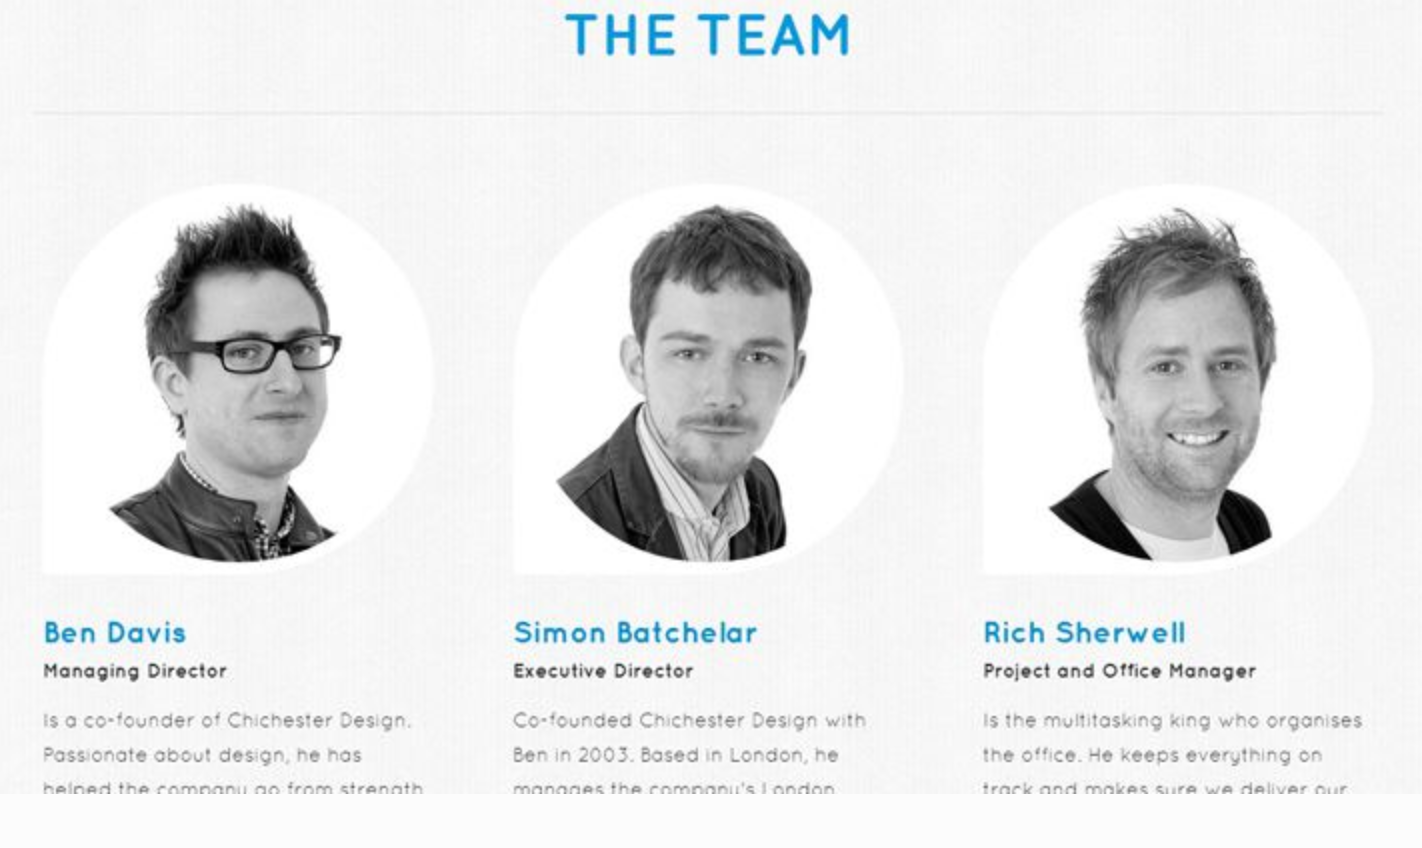 THE TEAM
Ben Davis
Managing Director
Is a co-founder of Chichester Design.
Passionate about design, he has
helped the company go from strength
Simon Batchelar
Executive Director
Co-founded Chichester Design with
Ben in 2003. Based in London, he
manages the company's London
Rich Sherwell
Project and Office Manager
Is the multitasking king who organises
the office. He keeps everything on
track and makes sure we deliver our